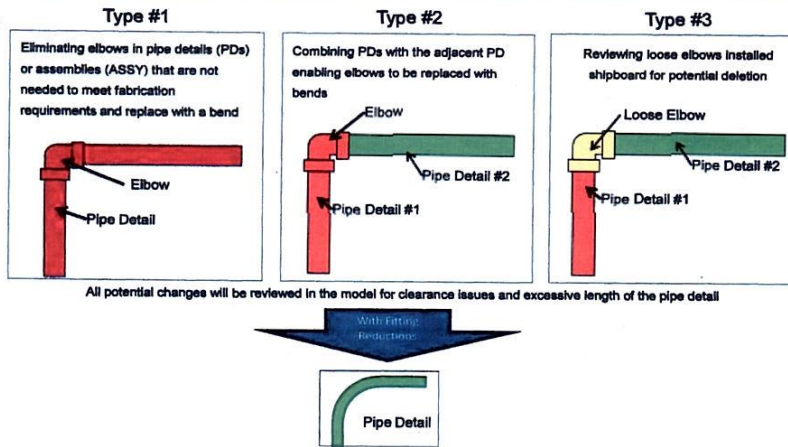 Type #1
Eliminating elbows in pipe details (PDs)
or assemblies (ASSY) that are not
needed to meet fabrication
requirements and replace with a bend
Elbow
Pipe Detail
Type #2
Combining PDs with the adjacent PD
enabling elbows to be replaced with
bends
Elbow
Pipe Detail #2
Pipe Detail #1
Type #3
Reviewing loose elbows installed
shipboard for potential deletion
Loose Elbow
Pipe Detail #2
Pipe Detail #1
All potential changes will be reviewed in the model for clearance issues and excessive length of the pipe detail
With Fitting
Reductions
Pipe Detail